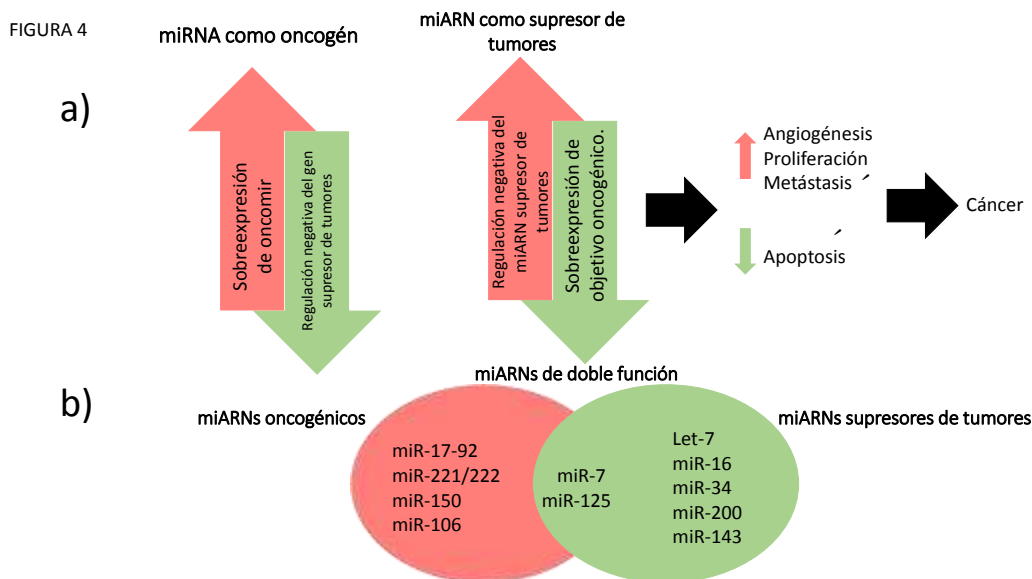 FIGURA 4
miRNA como oncogén
miARN como supresor de
tumores
a)
Sobreexpresión
de oncomir
Regulación negativa del gen
supresor de tumores
Regulación negativa del
miARN supresor de
tumores
Sobreexpresión de
objetivo oncogénico.
Angiogénesis
Proliferación
Metástasis
Apoptosis
Cáncer
b)
miARNs de doble función
miARNs oncogénicos
miARNs supresores de tumores
miR-17-92
miR-221/222
miR-150
miR-106
miR-7
miR-125
Let-7
miR-16
miR-34
miR-200
miR-143